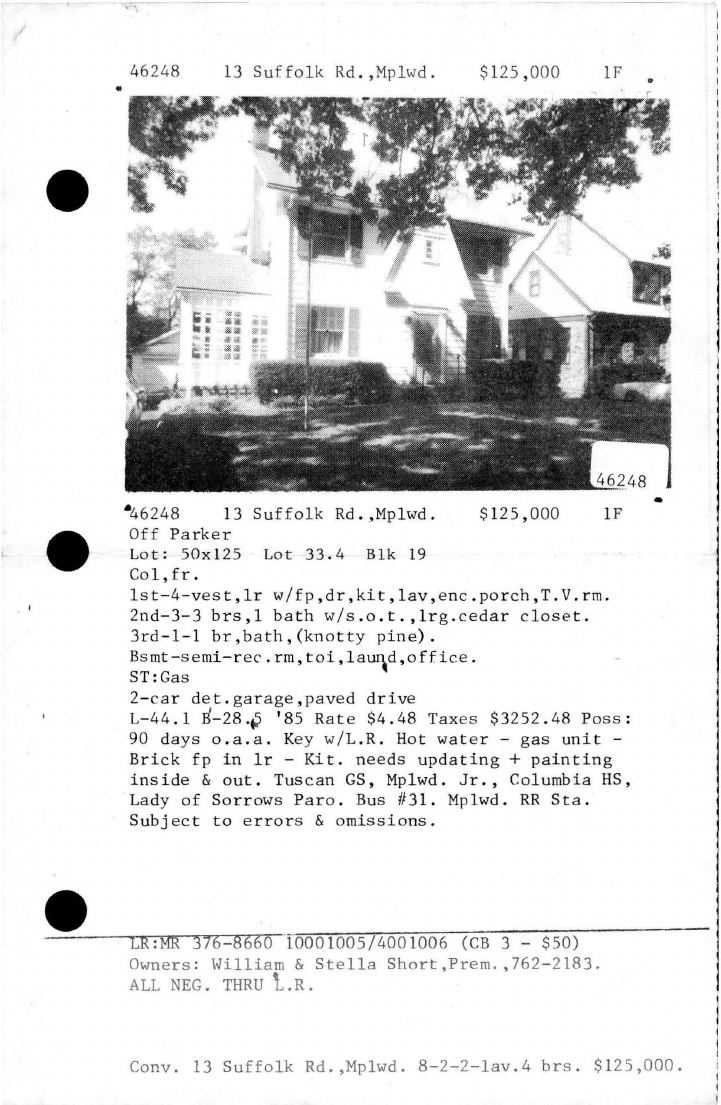 46248 13 Suffolk Rd.,Mplwd. $125,000 1F
46248
46248 13 Suffolk Rd.,Mplwd. $125,000 1F
Off Parker
Lot: 50x125 Lot 33.4 Blk 19
Col,fr.
1st-4-vest,lr w/fp,dr,kit,lav,enc.porch,T.V.rm.
2nd-3-3 brs,1 bath w/s.o.t.,lrg.cedar closet.
3rd-1-1 br,bath,(knotty pine).
Bsmt-semi-rec.rm,toi,laund,office.
ST:Gas
2-car det.garage,paved drive
L-44.1 B-28.5 '85 Rate $4.48 Taxes $3252.48 Poss:
90 days o.a.a. Key w/L.R. Hot water - gas unit -
Brick fp in lr - Kit. needs updating + painting
inside & out. Tuscan GS, Mplwd. Jr., Columbia HS,
Lady of Sorrows Paro. Bus #31. Mplwd. RR Sta.
Subject to errors & omissions.
LR:MR 376-8660 10001005/4001006 (CB 3 - $50)
Owners: William & Stella Short,Prem.,762-2183.
ALL NEG. THRU L.R.
Conv. 13 Suffolk Rd.,Mplwd. 8-2-2-lav.4 brs. $125,000.